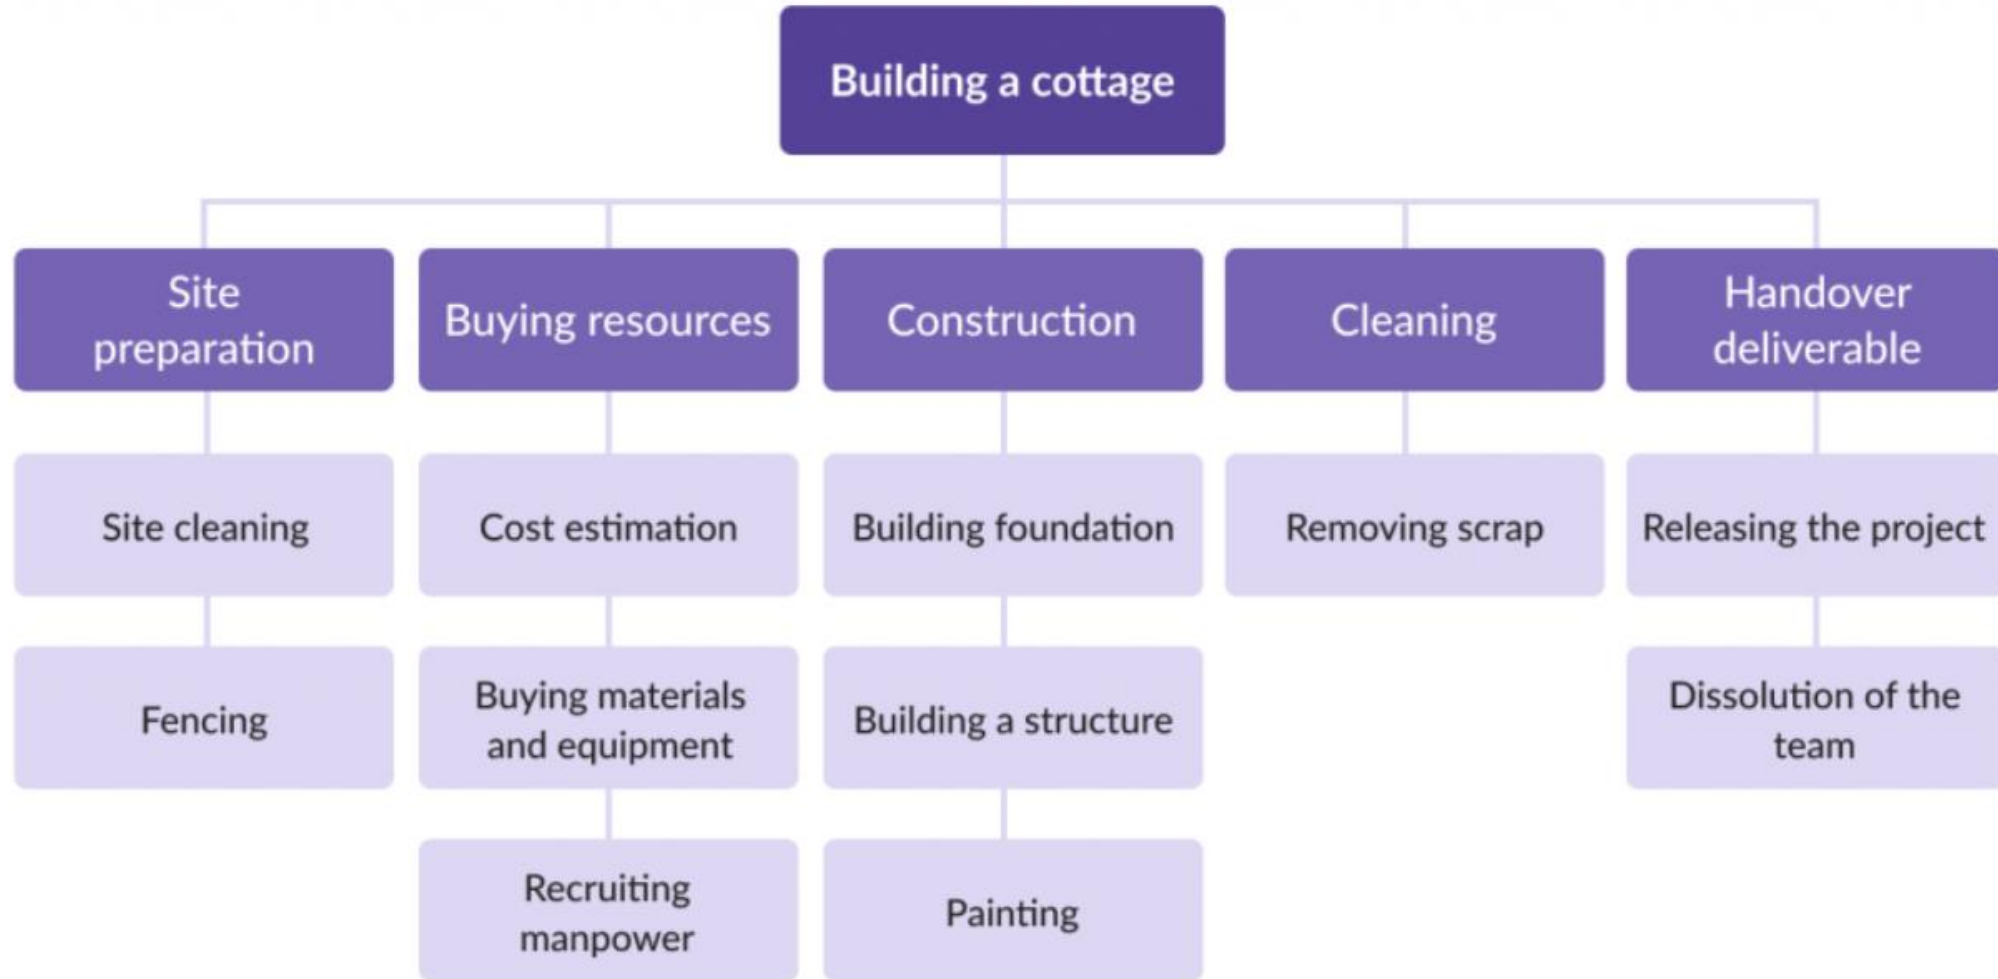 Building a cottage
Site
preparation
Buying resources
Construction
Cleaning
Handover
deliverable
Site cleaning
Cost estimation
Building foundation
Removing scrap
Releasing the project
Fencing
Buying materials
and equipment
Building a structure
Dissolution of the
team
Recruiting
manpower
Painting